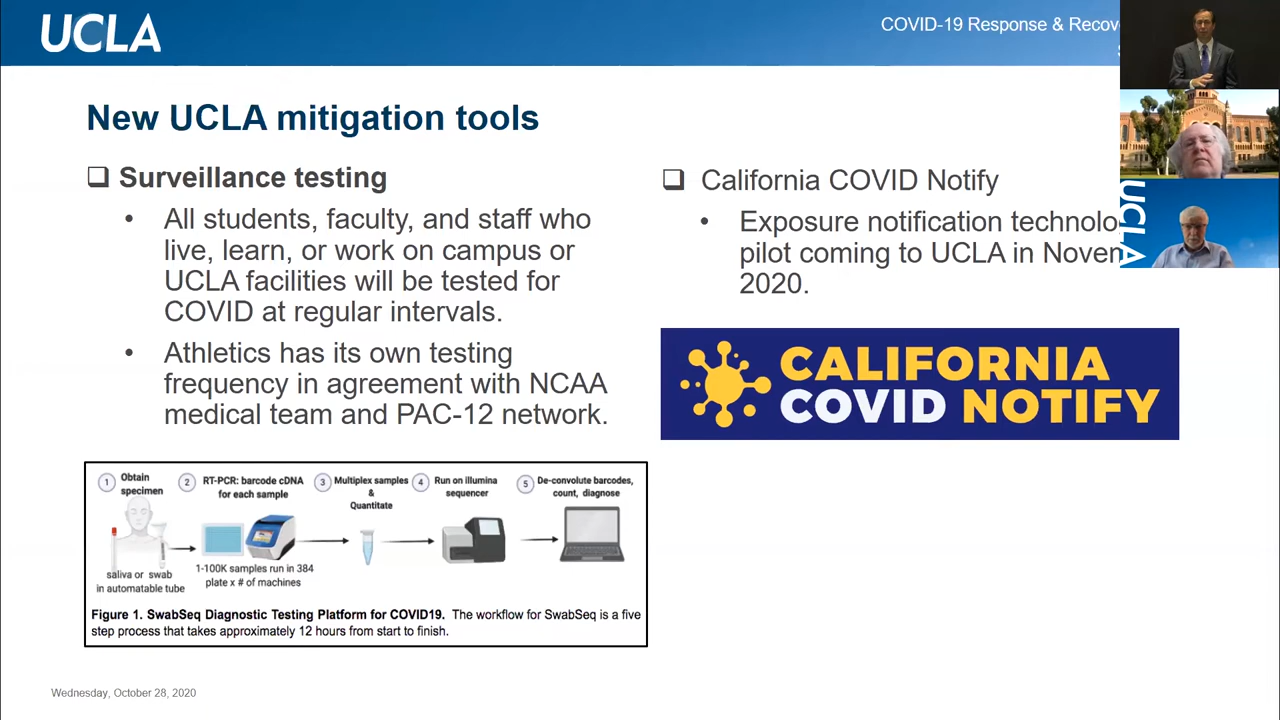 UCLA
COVID-19 Response & Recov
New UCLA mitigation tools
Surveillance testing
• All students, faculty, and staff who
live, learn, or work on campus or
UCLA facilities will be tested for
COVID at regular intervals.
• Athletics has its own testing
frequency in agreement with NCAA
medical team and PAC-12 network.
1 Obtain
specimen
2 RT-PCR: barcode cDNA
for each sample
3 Multiplex samples
&
Quantitate
4 Run on illumina
sequencer
5 De-convolute barcodes,
count, diagnose
saliva or swab
in automatable tube
1-100K samples run in 384
plate x # of machines
Figure 1. SwabSeq Diagnostic Testing Platform for COVID19. The workflow for SwabSeq is a five
step process that takes approximately 12 hours from start to finish.
California COVID Notify
• Exposure notification technolo
pilot coming to UCLA in Noven
2020.
CALIFORNIA
COVID NOTIFY
UCLA
Wednesday, October 28, 2020